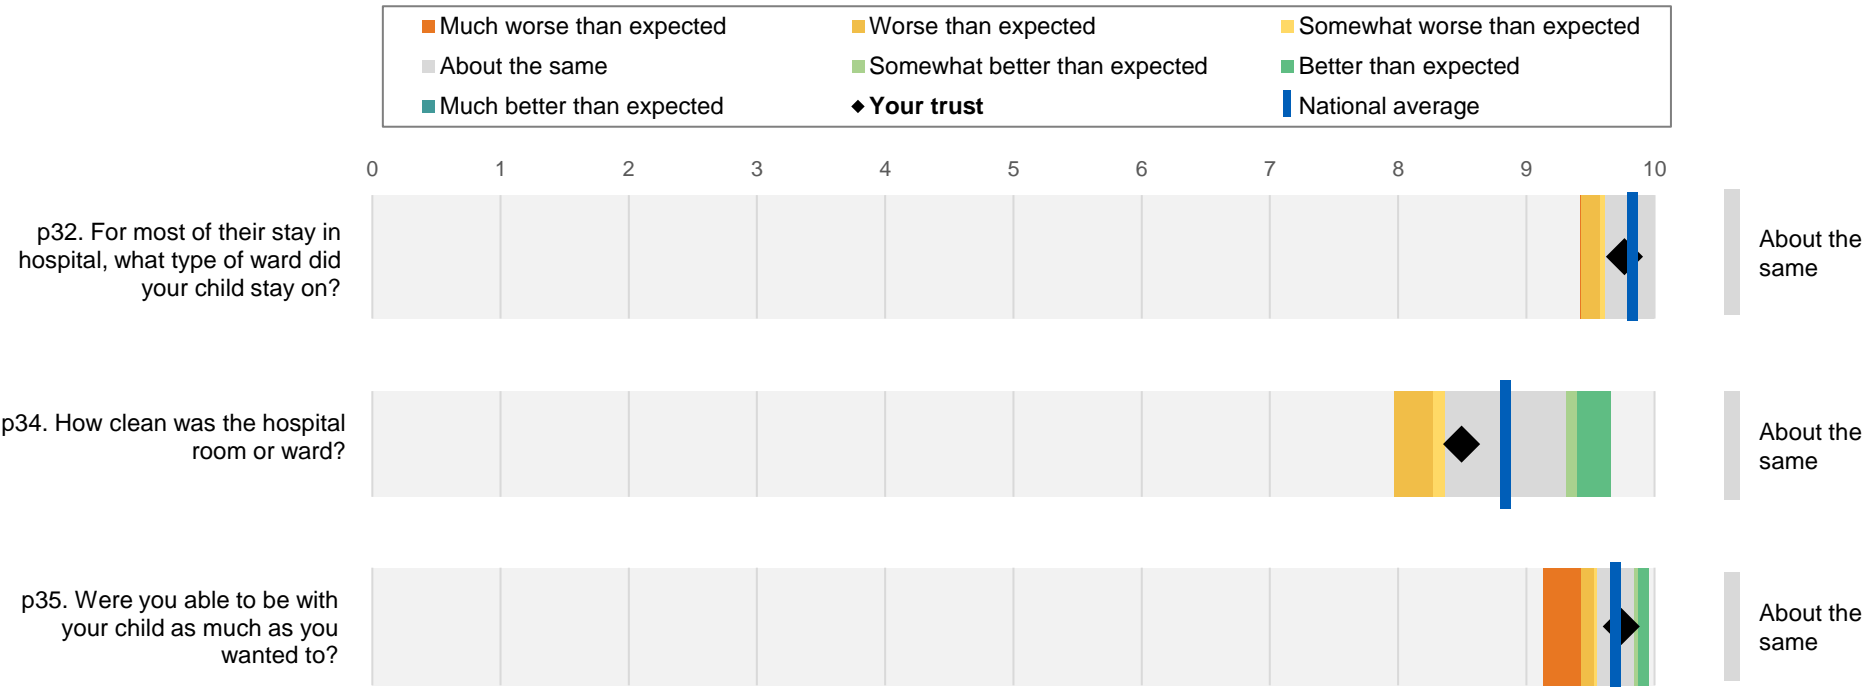 Much worse than expected
Worse than expected
Somewhat worse than expected
About the same
Somewhat better than expected
Better than expected
Much better than expected
Your trust
National average
0 1 2 3 4 5 6 7 8 9 10
p32. For most of their stay in
hospital, what type of ward did
your child stay on?
About the
same
p34. How clean was the hospital
room or ward?
About the
same
p35. Were you able to be with
your child as much as you
wanted to?
About the
same